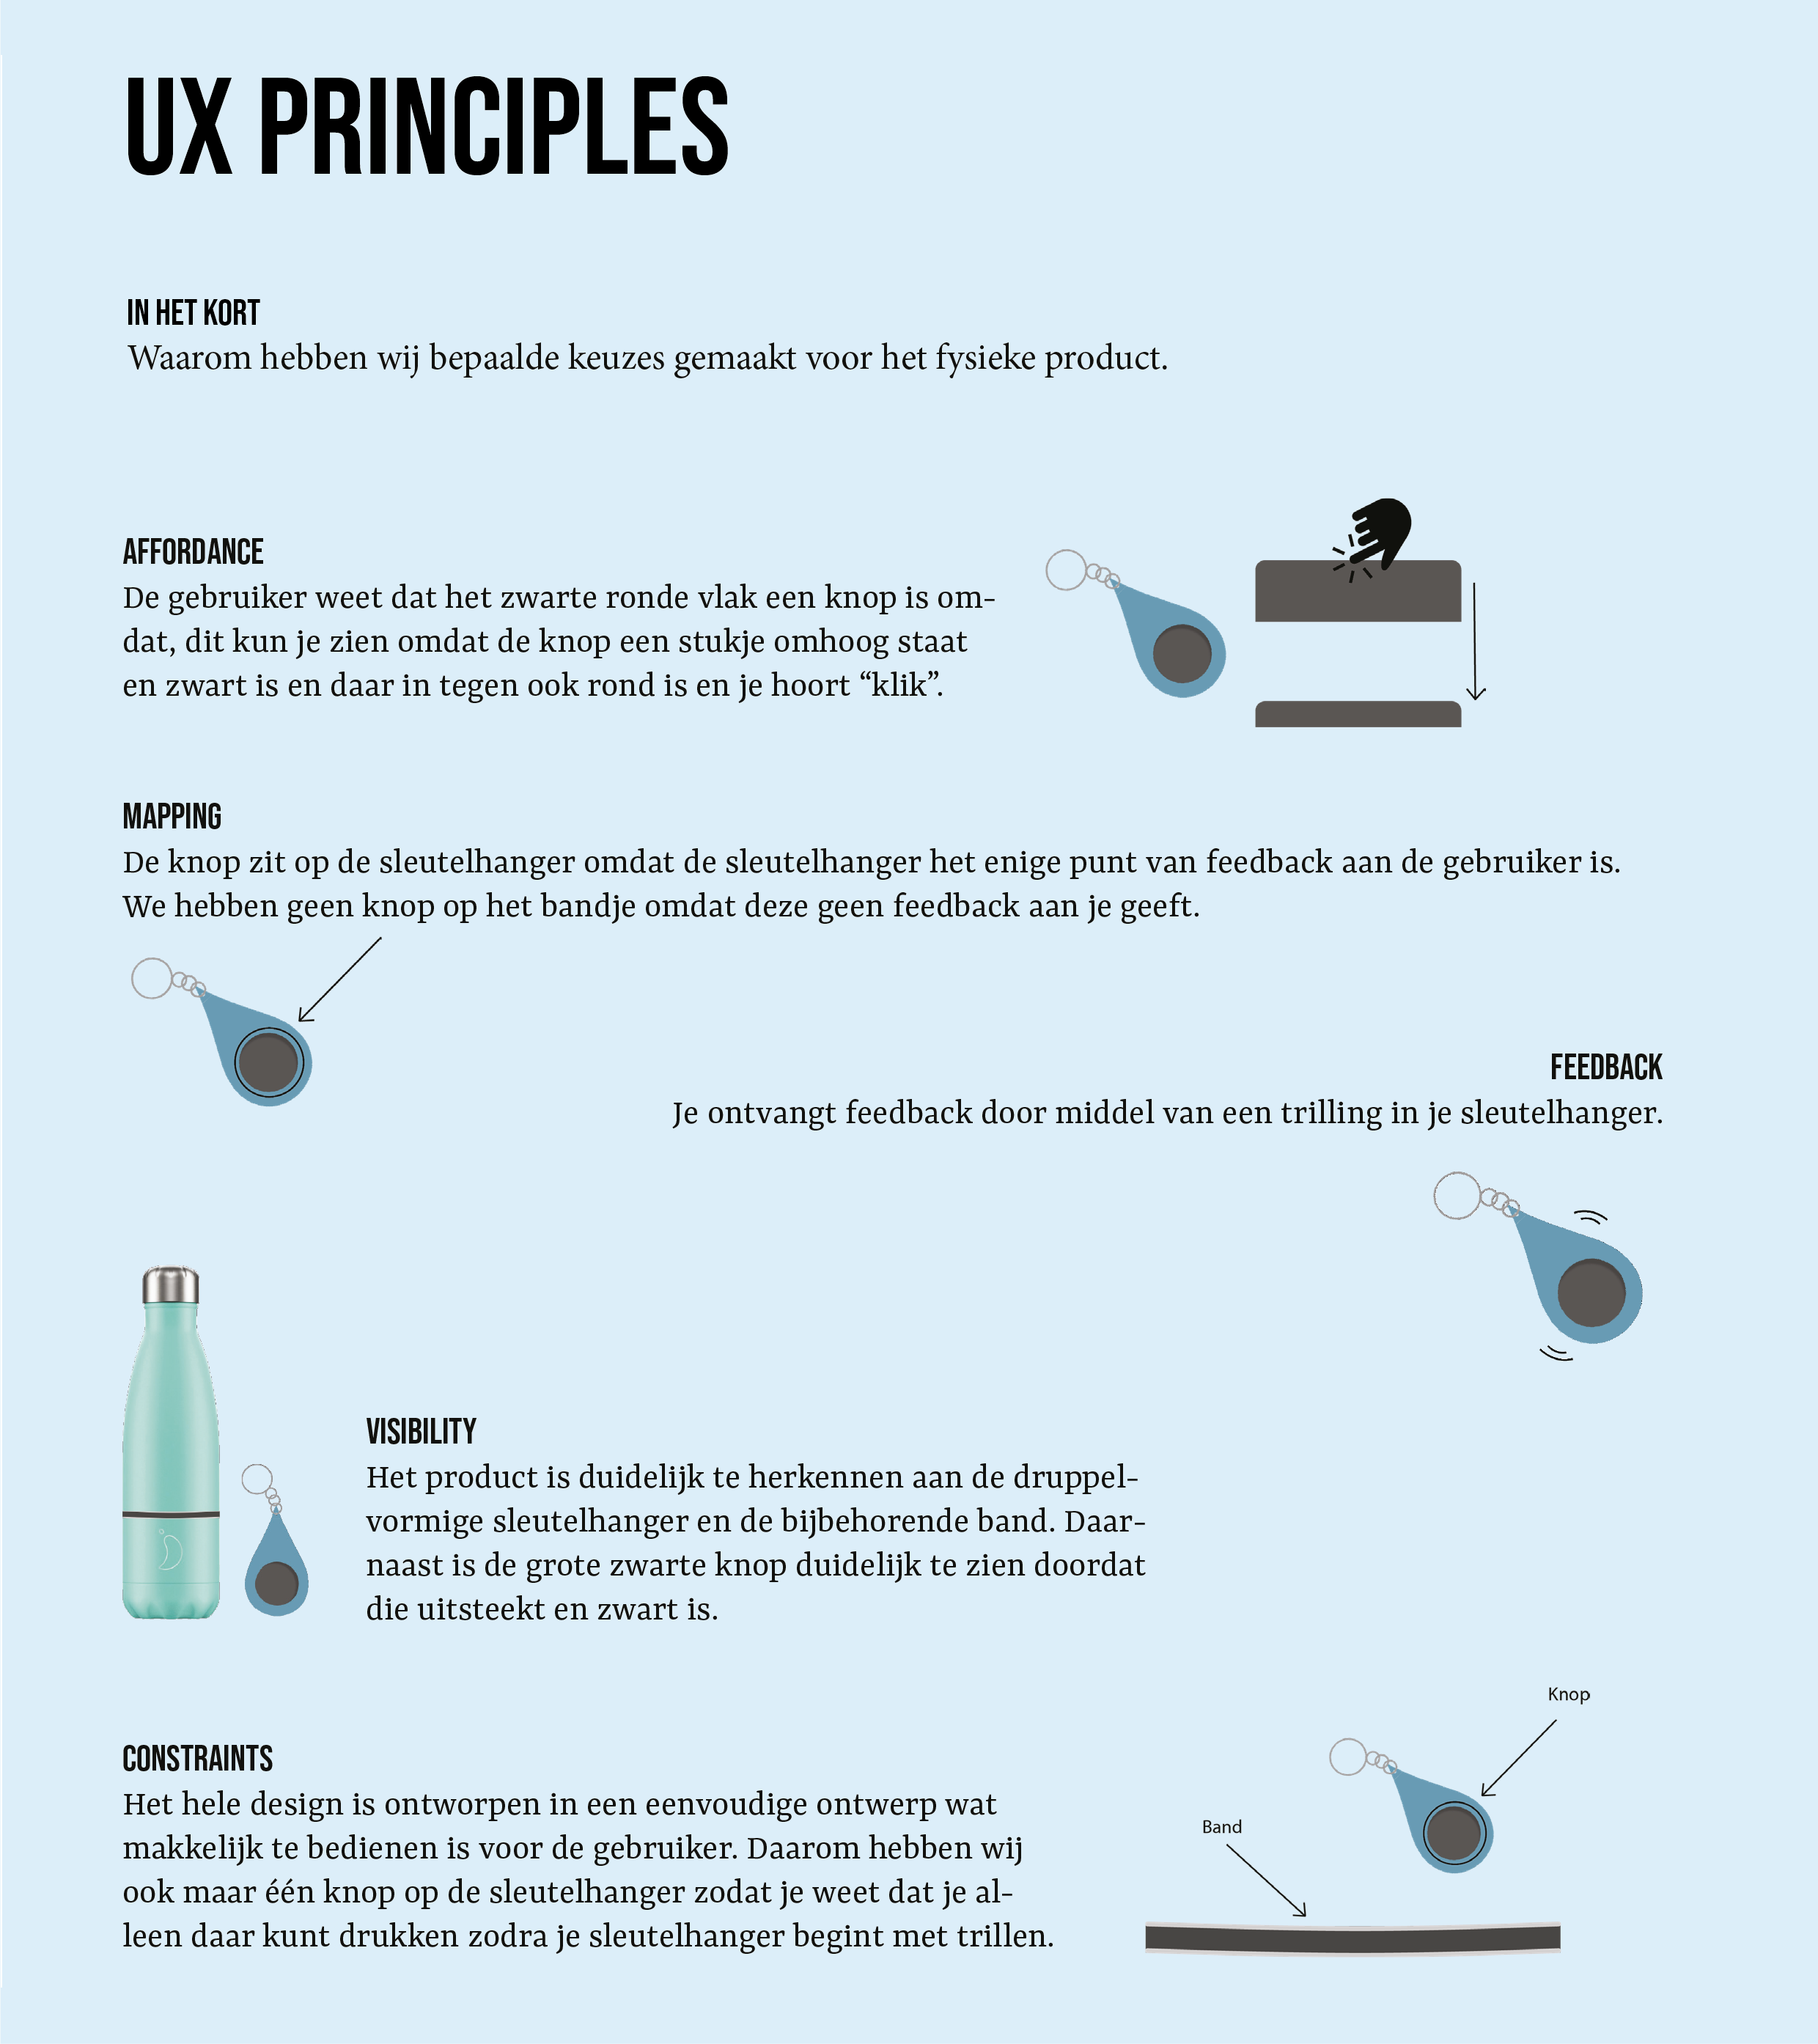 UX PRINCIPLES
IN HET KORT
Waarom hebben wij bepaalde keuzes gemaakt voor het fysieke product.
AFFORDANCE
De gebruiker weet dat het zwarte ronde vlak een knop is om-
dat, dit kun je zien omdat de knop een stukje omhoog staat
en zwart is en daar in tegen ook rond is en je hoort “klik”.
MAPPING
De knop zit op de sleutelhanger omdat de sleutelhanger het enige punt van feedback aan de gebruiker is.
We hebben geen knop op het bandje omdat deze geen feedback aan je geeft.
FEEDBACK
Je ontvangt feedback door middel van een trilling in je sleutelhanger.
VISIBILITY
Het product is duidelijk te herkennen aan de druppel-
vormige sleutelhanger en de bijbehorende band. Daar-
naast is de grote zwarte knop duidelijk te zien doordat
die uitsteekt en zwart is.
CONSTRAINTS
Het hele design is ontworpen in een eenvoudige ontwerp wat
makkelijk te bedienen is voor de gebruiker. Daarom hebben wij
ook maar één knop op de sleutelhanger zodat je weet dat je al-
leen daar kunt drukken zodra je sleutelhanger begint met trillen.
Knop
Band